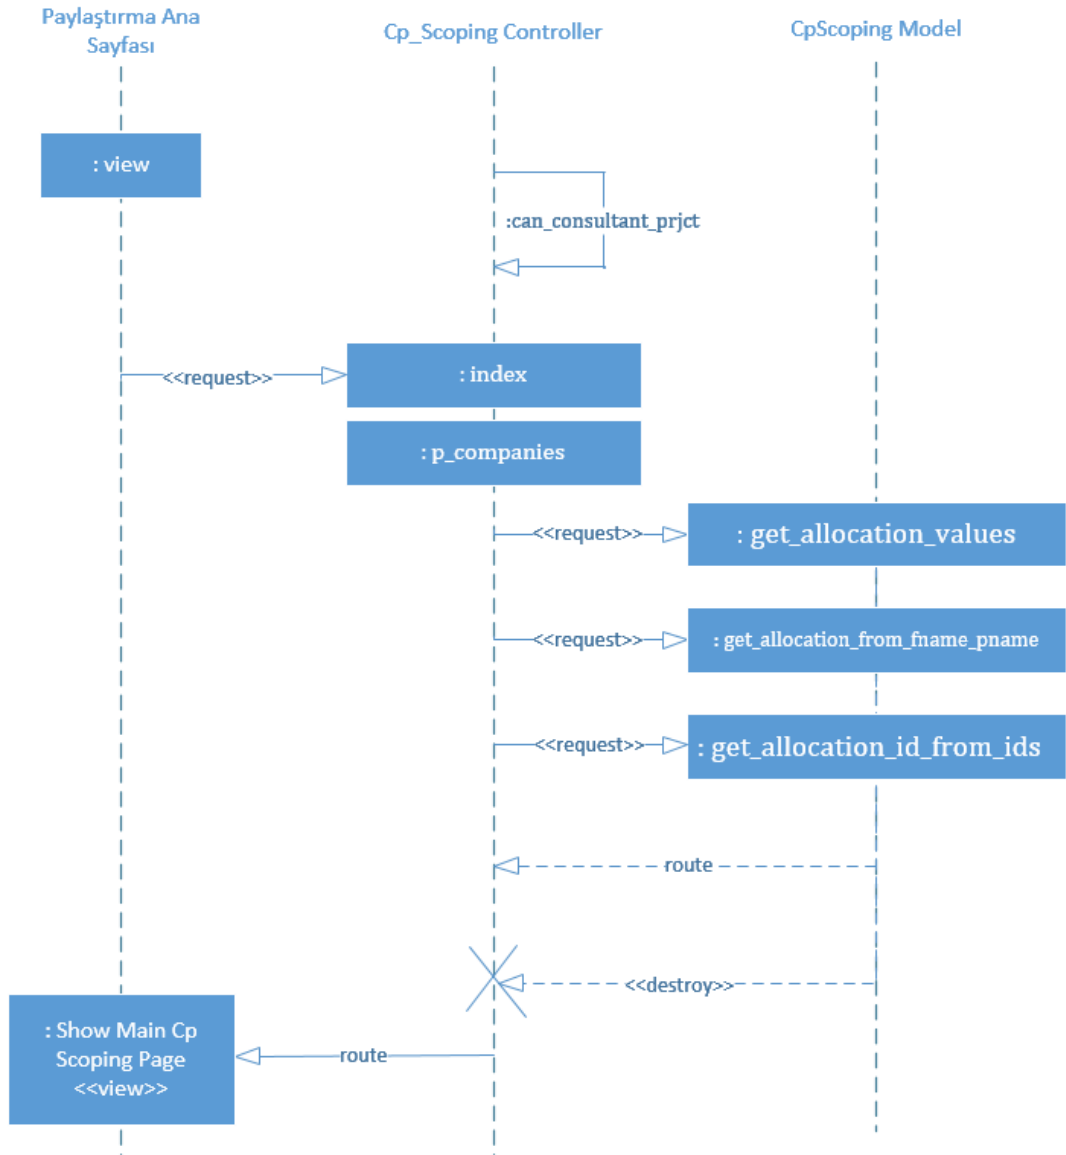 Paylaştırma Ana
Sayfası
Cp_Scoping Controller
CpScoping Model
: view
:can_consultant_prjct
<<request>>
: index
: p_companies
<<request>>
: get_allocation_values
<<request>>
: get_allocation_from_fname_pname
<<request>>
: get_allocation_id_from_ids
route
<<destroy>>
: Show Main Cp
Scoping Page
<<view>>
route